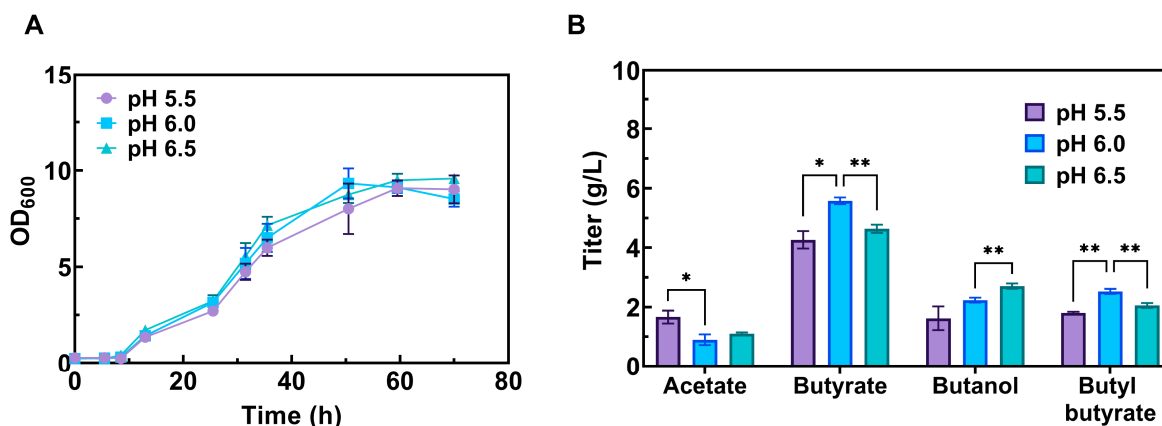 A
15
10
5
0
0
20
40
60
80
OD600
Time (h)
pH 5.5
pH 6.0
pH 6.5
B
10
8
6
4
2
0
Titer (g/L)
pH 5.5
pH 6.0
pH 6.5
*
*
**
**
**
**
Acetate
Butyrate
Butanol
Butyl
butyrate